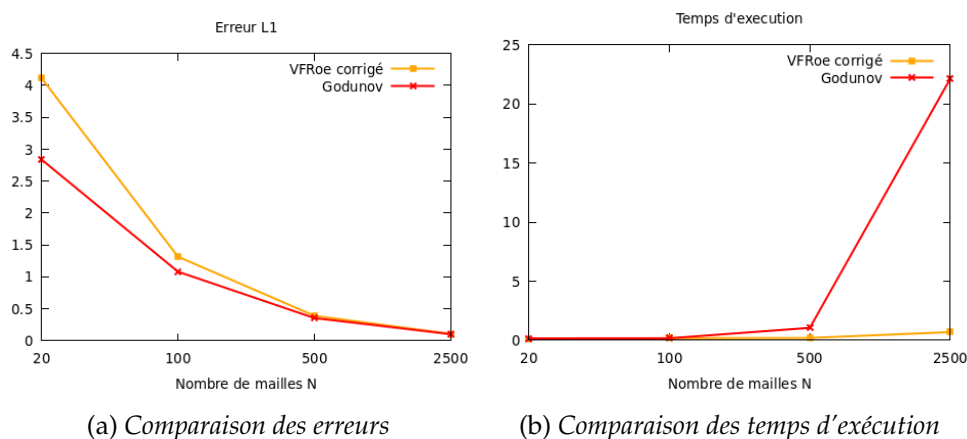 Erreur L1
4.5
4
3.5
3
2.5
2
1.5
1
0.5
0
VFRoe corrigé
Godunov
20
100
500
2500
Nombre de mailles N
(a) Comparaison des erreurs
Temps d'execution
25
20
15
10
5
0
VFRoe corrigé
Godunov
20
100
500
2500
Nombre de mailles N
(b) Comparaison des temps d'exécution